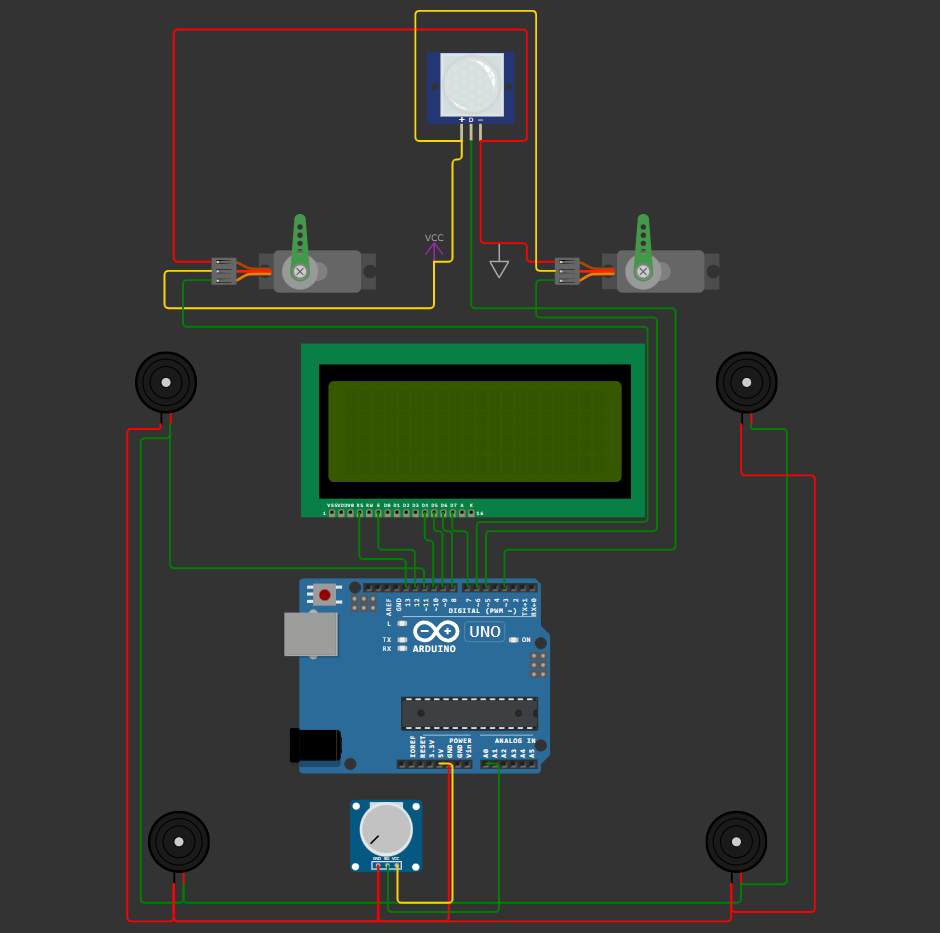 + D -
VCC
VSS VDD V0 RS RW E D0 D1 D2 D3 D4 D5 D6 D7 A K
1 16
AREF GND 13 12 ~11 ~10 ~9 8 7 ~6 ~5 4 ~3 2 TX→1 RX←0
DIGITAL (PWM ~)
L
UNO
TX ON
RX ARDUINO
POWER ANALOG IN
IOREF RESET 3.3V 5V GND GND Vin A0 A1 A2 A3 A4 A5
GND SIG VCC